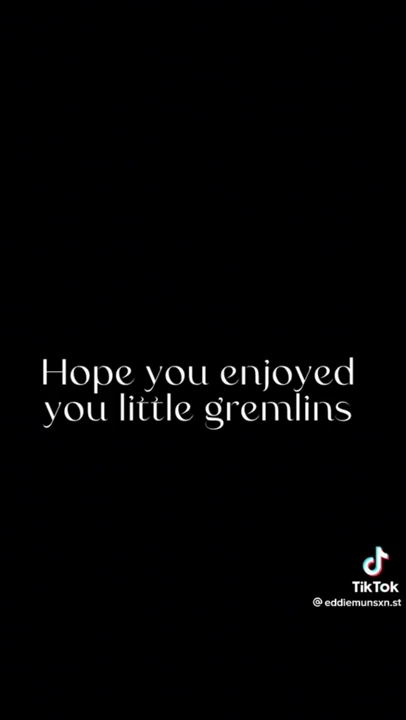 Hope you enjoyed
you little gremlins
TikTok
@eddiemunsxn.st